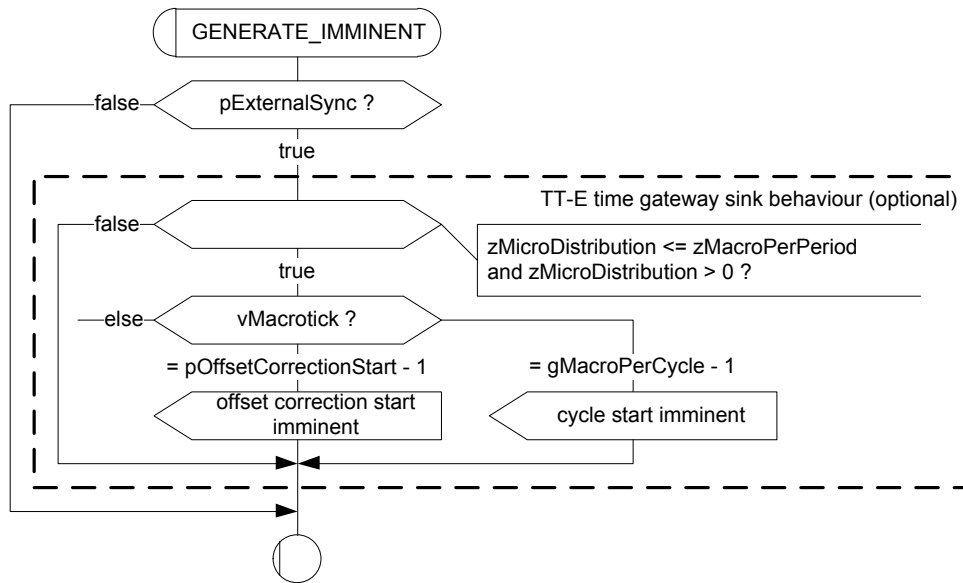 GENERATE_IMMINENT
false
pExternalSync ?
true
TT-E time gateway sink behaviour (optional)
false
zMicroDistribution <= zMacroPerPeriod
and zMicroDistribution > 0 ?
true
else
vMacrotick ?
= pOffsetCorrectionStart - 1
= gMacroPerCycle - 1
offset correction start
imminent
cycle start imminent